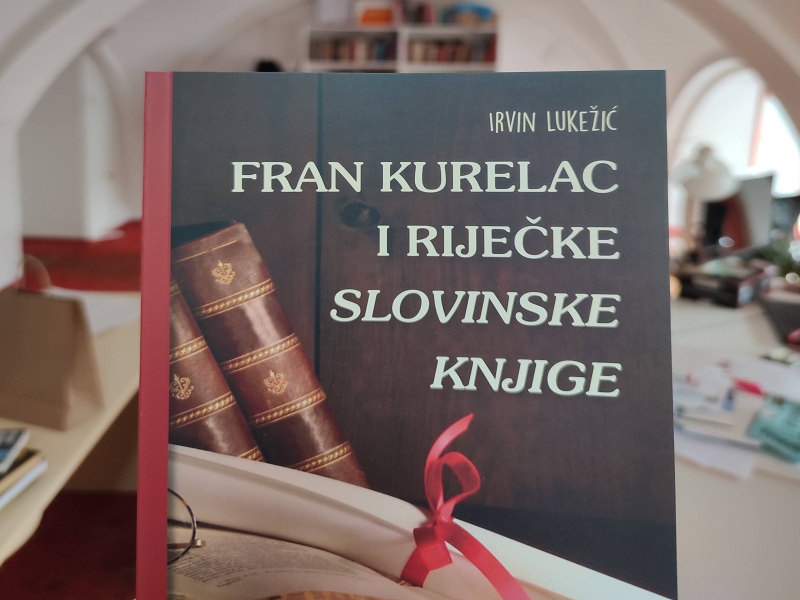 IRVIN LUKEŽIĆ
FRAN KURELAC
I RIJEČKE
SLOVINSKE
KNJIGE